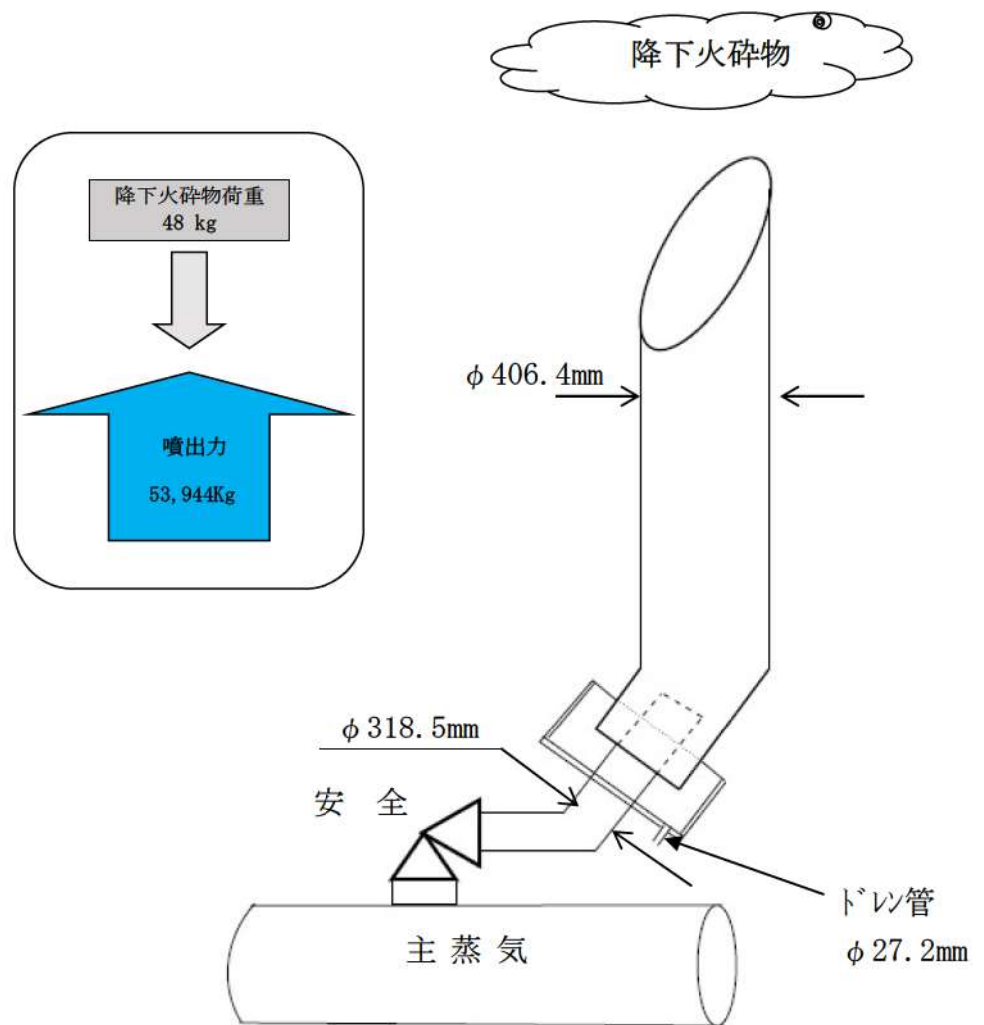 降下火砕物
降下火砕物荷重
48 kg
噴出力
53,944Kg
φ406.4mm
φ318.5mm
安 全
主 蒸 気
ﾄﾞﾚﾝ管
φ27.2mm